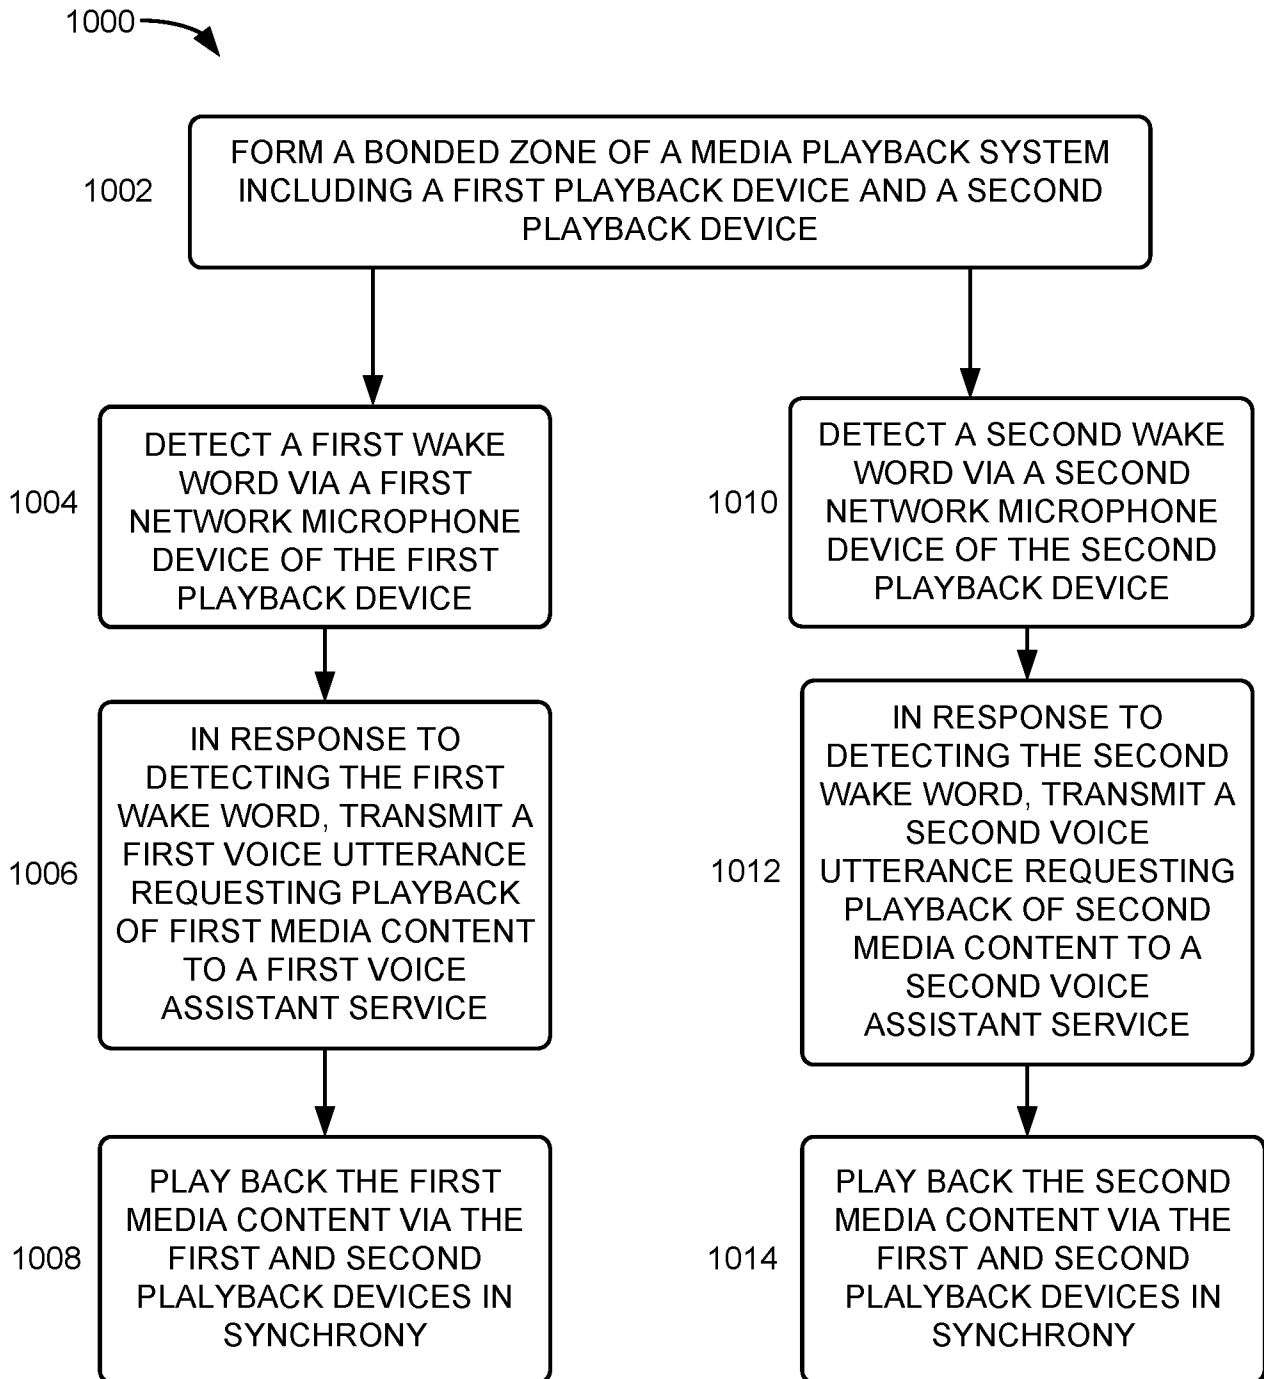 1000
1002
FORM A BONDED ZONE OF A MEDIA PLAYBACK SYSTEM
INCLUDING A FIRST PLAYBACK DEVICE AND A SECOND
PLAYBACK DEVICE
1004
DETECT A FIRST WAKE
WORD VIA A FIRST
NETWORK MICROPHONE
DEVICE OF THE FIRST
PLAYBACK DEVICE
1006
IN RESPONSE TO
DETECTING THE FIRST
WAKE WORD, TRANSMIT A
FIRST VOICE UTTERANCE
REQUESTING PLAYBACK
OF FIRST MEDIA CONTENT
TO A FIRST VOICE
ASSISTANT SERVICE
1008
PLAY BACK THE FIRST
MEDIA CONTENT VIA THE
FIRST AND SECOND
PLALYBACK DEVICES IN
SYNCHRONY
1010
DETECT A SECOND WAKE
WORD VIA A SECOND
NETWORK MICROPHONE
DEVICE OF THE SECOND
PLAYBACK DEVICE
1012
IN RESPONSE TO
DETECTING THE SECOND
WAKE WORD, TRANSMIT A
SECOND VOICE
UTTERANCE REQUESTING
PLAYBACK OF SECOND
MEDIA CONTENT TO A
SECOND VOICE
ASSISTANT SERVICE
1014
PLAY BACK THE SECOND
MEDIA CONTENT VIA THE
FIRST AND SECOND
PLALYBACK DEVICES IN
SYNCHRONY